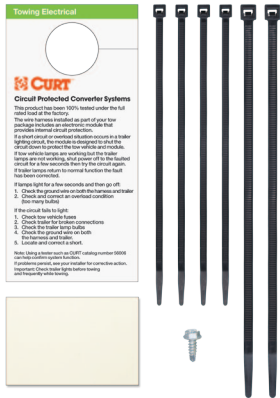 Towing Electrical
CURT
Circuit Protected Converter Systems
This product has been 100% tested under the full
rated load at the factory.
The wire harness installed as part of your tow
package includes an electronic module that
provides internal circuit protection.
If a short circuit or overload situation occurs in a trailer
lighting circuit, the module is designed to shut the
circuit down to protect the tow vehicle and module.
If tow vehicle lamps are working but the trailer
lamps are not working, shut power off to the faulted
circuit for a few seconds then try the circuit again.
If trailer lamps return to normal function the fault
has been corrected.
If lamps light for a few seconds and then go off:
1. Check the ground wire on both the harness and trailer
2. Check and correct an overload condition
(too many bulbs)
If the circuit fails to light:
1. Check tow vehicle fuses
2. Check trailer for broken connections
3. Check the trailer lamp bulbs
4. Check the ground wire on both
the harness and trailer.
5. Locate and correct a short.
Note: Using a tester such as CURT catalog number 58006
can help confirm system function.
If problems persist, see your installer for corrective action.
Important: Check trailer lights before towing
and frequently while towing.